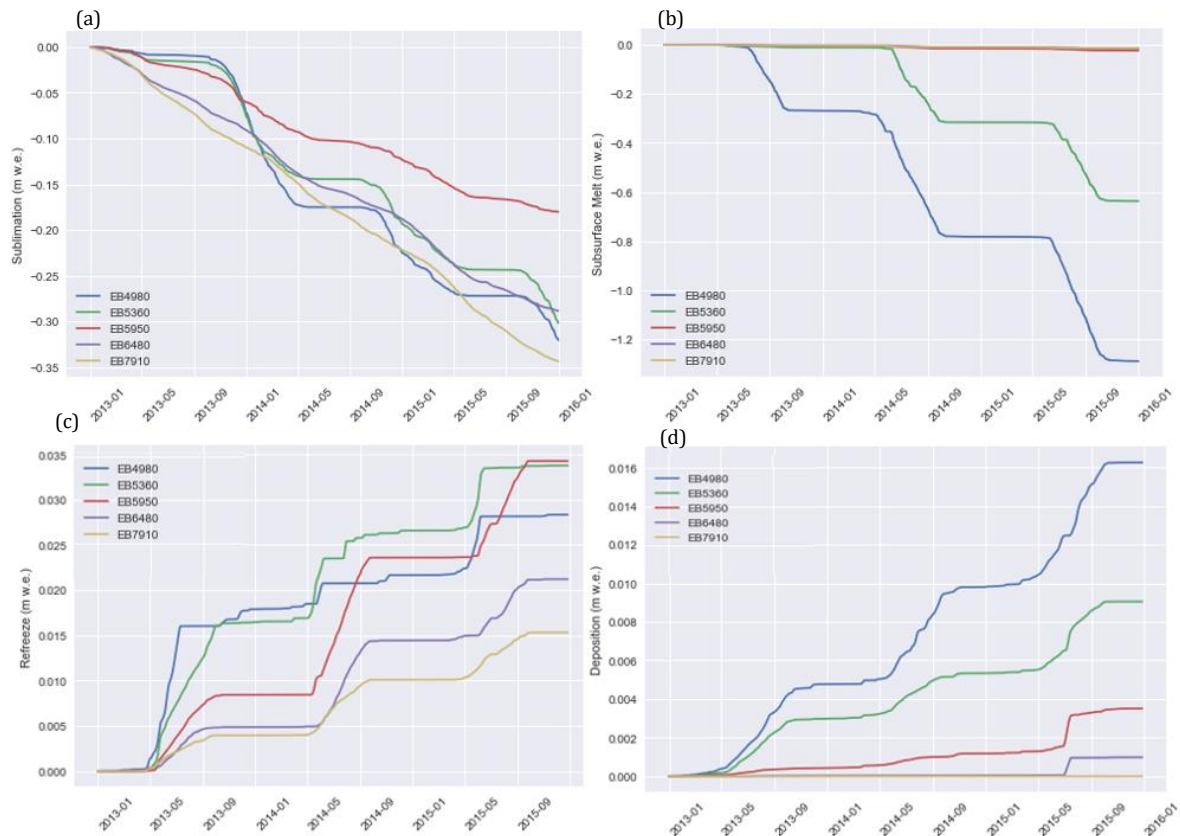 (a)
0.00
−0.05
−0.10
−0.15
−0.20
−0.25
−0.30
−0.35
Sublimation (m w.e.)
EB4980
EB5360
EB5950
EB6480
EB7910
2013-01
2013-05
2013-09
2014-01
2014-05
2014-09
2015-01
2015-05
2015-09
2016-01
(b)
0.0
−0.2
−0.4
−0.6
−0.8
−1.0
−1.2
Subsurface Melt (m w.e.)
EB4980
EB5360
EB5950
EB6480
EB7910
2013-01
2013-05
2013-09
2014-01
2014-05
2014-09
2015-01
2015-05
2015-09
2016-01
(c)
0.035
0.030
0.025
0.020
0.015
0.010
0.005
0.000
Refreeze (m w.e.)
EB4980
EB5360
EB5950
EB6480
EB7910
2013-01
2013-05
2013-09
2014-01
2014-05
2014-09
2015-01
2015-05
2015-09
(d)
0.016
0.014
0.012
0.010
0.008
0.006
0.004
0.002
0.000
Deposition (m w.e.)
EB4980
EB5360
EB5950
EB6480
EB7910
2013-01
2013-05
2013-09
2014-01
2014-05
2014-09
2015-01
2015-05
2015-09
2016-01